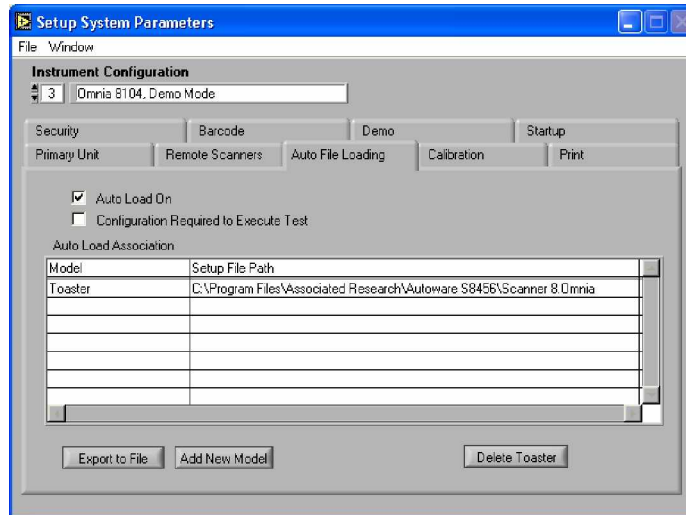 Setup System Parameters
File Window
Instrument Configuration
3 Omnia 8104, Demo Mode
Security Barcode Demo Startup
Primary Unit Remote Scanners Auto File Loading Calibration Print
Auto Load On
Configuration Required to Execute Test
Auto Load Association
Model Setup File Path
Toaster C:\Program Files\Associated Research\Autoware S8456\Scanner 8.Omnia
Export to File Add New Model Delete Toaster